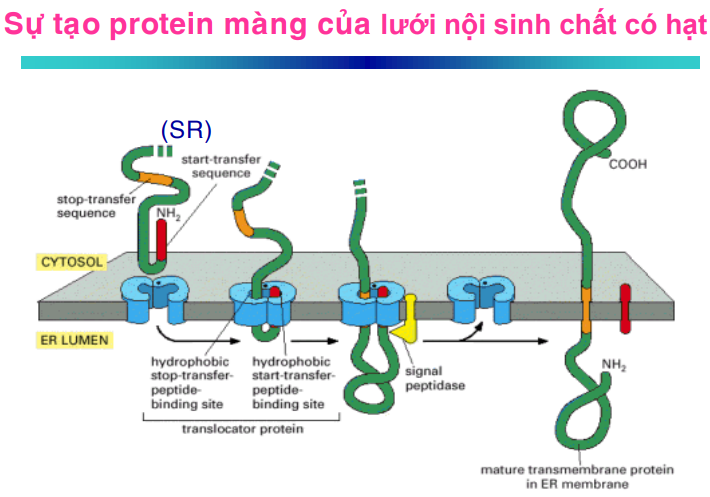 Sự tạo protein màng của lưới nội sinh chất có hạt
(SR)
start-transfer
sequence
stop-transfer
sequence
NH2
COOH
CYTOSOL
ER LUMEN
hydrophobic
stop-transfer-
peptide-
binding site
hydrophobic
start-transfer-
peptide-
binding site
translocator protein
signal
peptidase
NH2
mature transmembrane protein
in ER membrane